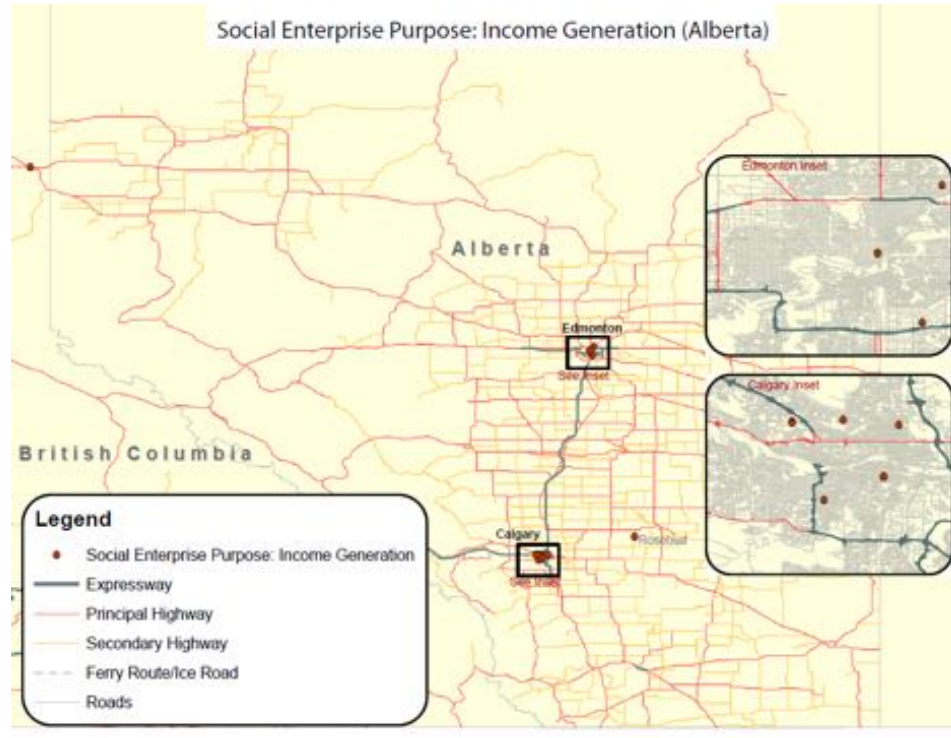 Social Enterprise Purpose: Income Generation (Alberta)
Edmonton Inset
Alberta
Edmonton
See Inset
Calgary Inset
British Columbia
Calgary
Rosebud
See Inset
Legend
Social Enterprise Purpose: Income Generation
Expressway
Principal Highway
Secondary Highway
Ferry Route/Ice Road
Roads